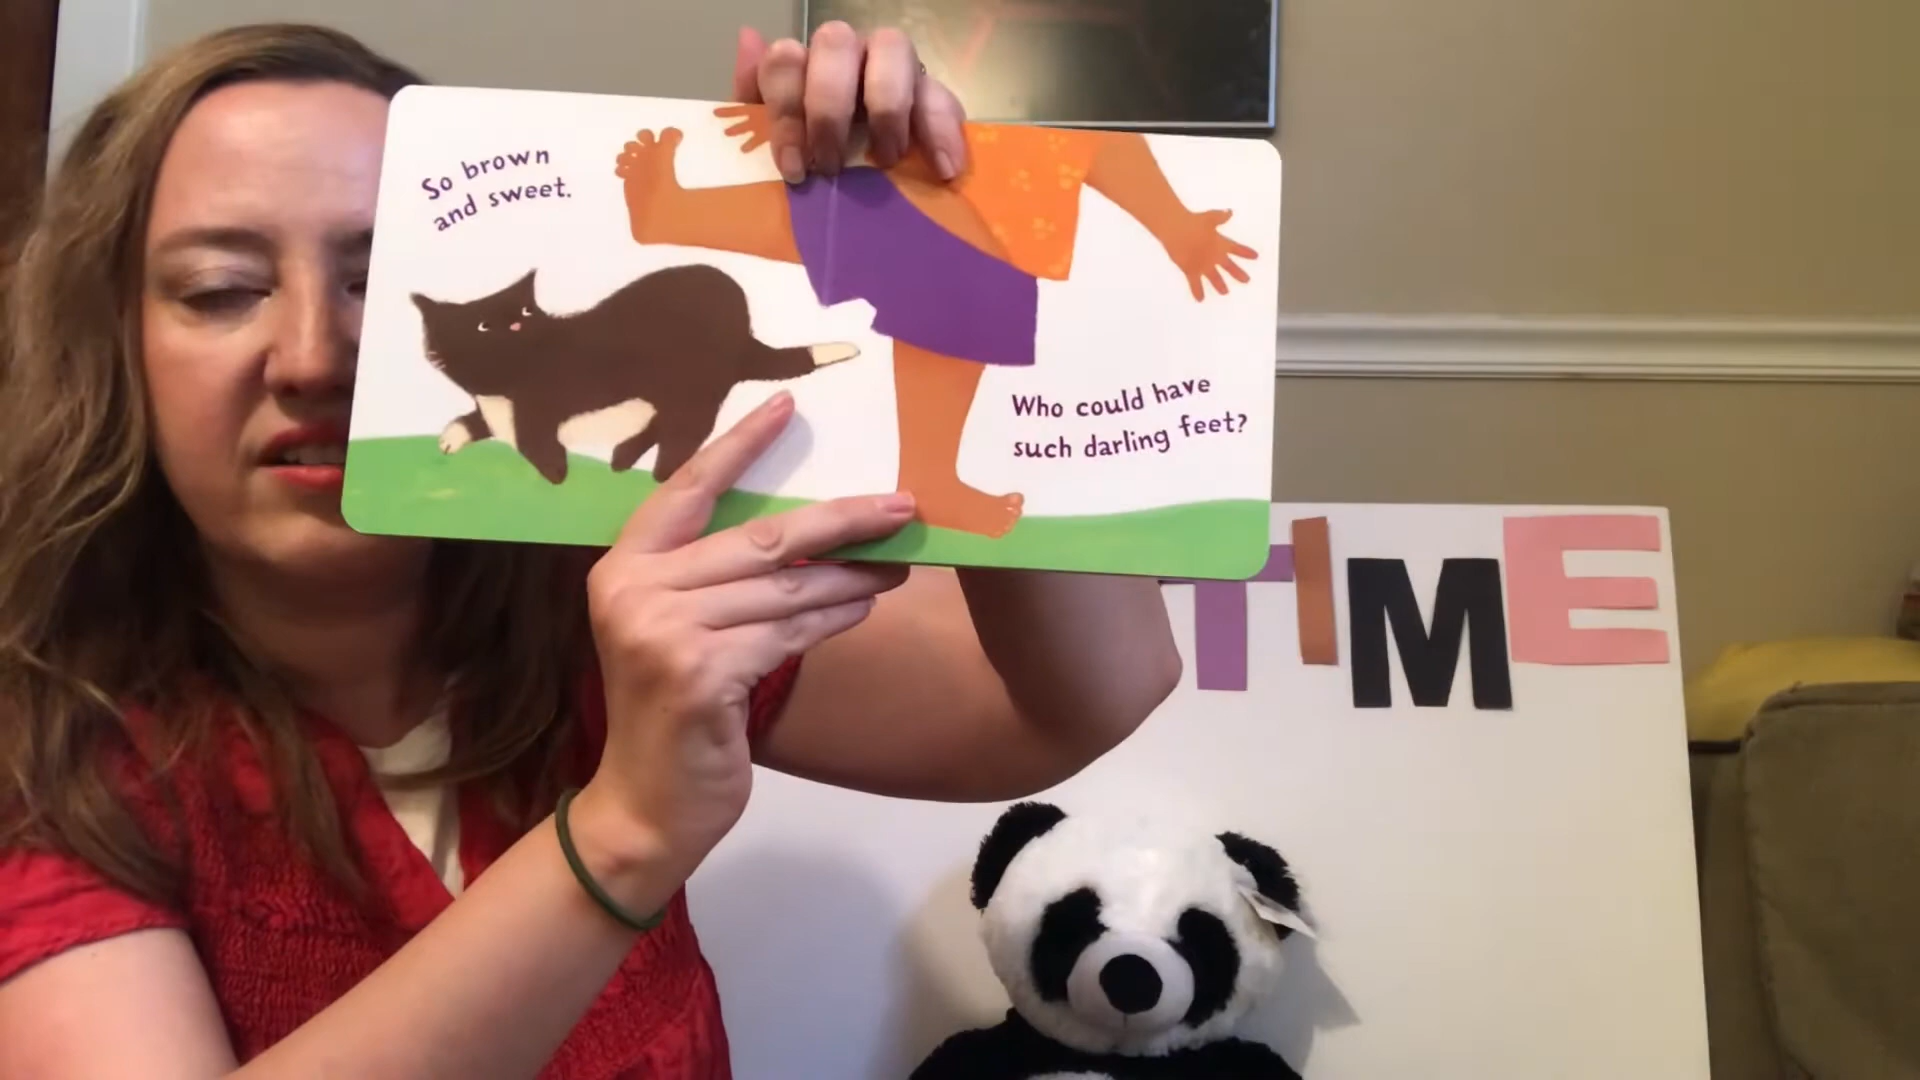 So brown
and sweet.
Who could have
such darling feet?
TIME